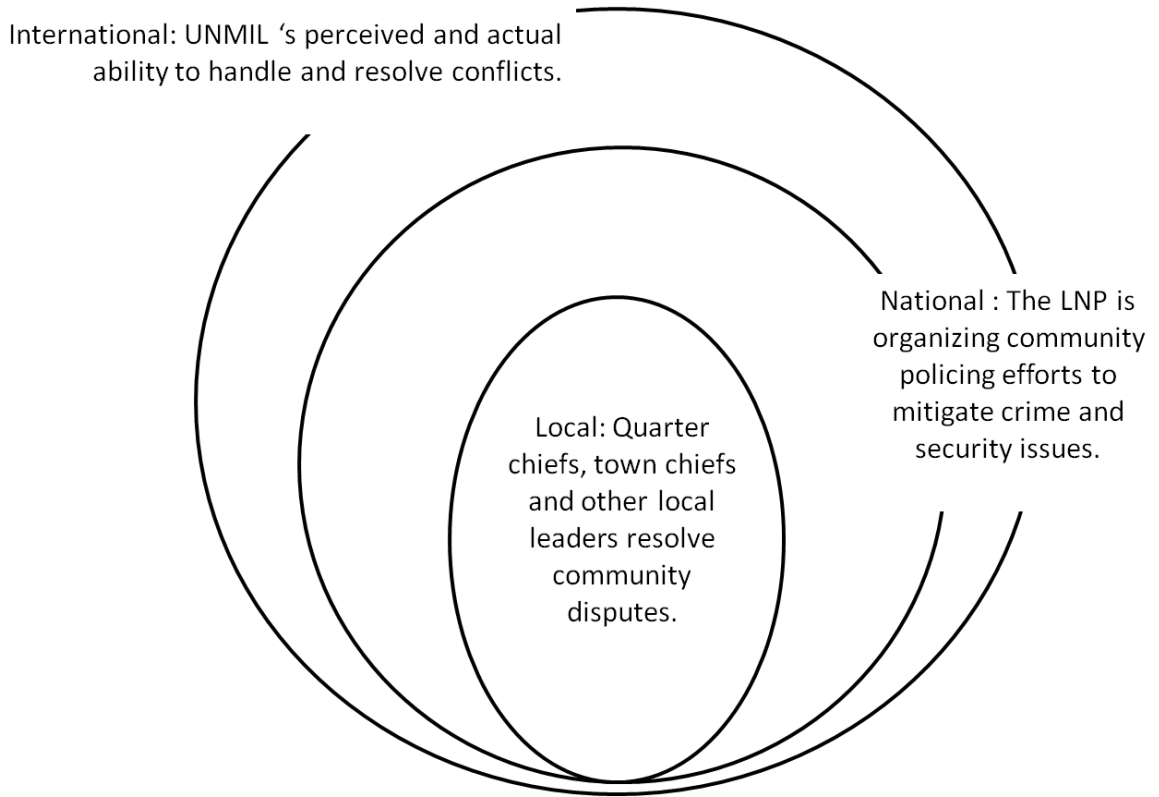 International: UNMIL ‘s perceived and actual
ability to handle and resolve conflicts.
National : The LNP is
organizing community
policing efforts to
mitigate crime and
security issues.
Local: Quarter
chiefs, town chiefs
and other local
leaders resolve
community
disputes.